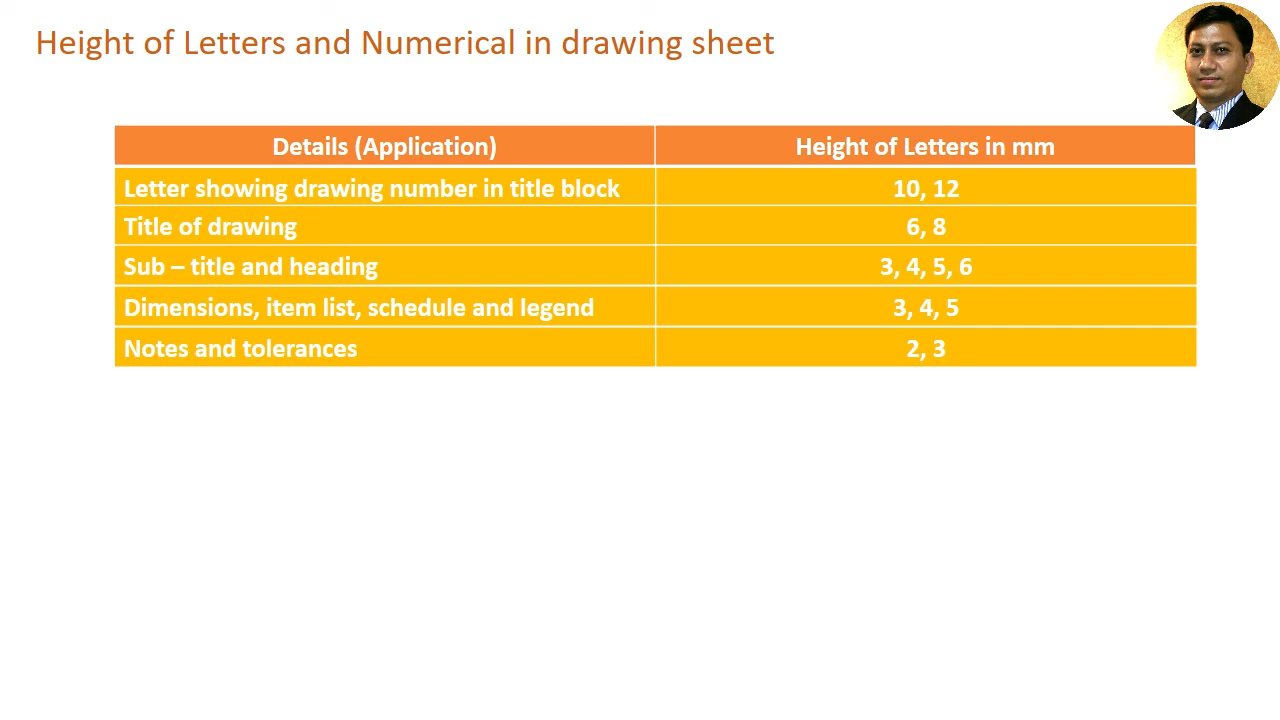 Height of Letters and Numerical in drawing sheet
Details (Application) Height of Letters in mm
Letter showing drawing number in title block 10, 12
Title of drawing 6, 8
Sub – title and heading 3, 4, 5, 6
Dimensions, item list, schedule and legend 3, 4, 5
Notes and tolerances 2, 3